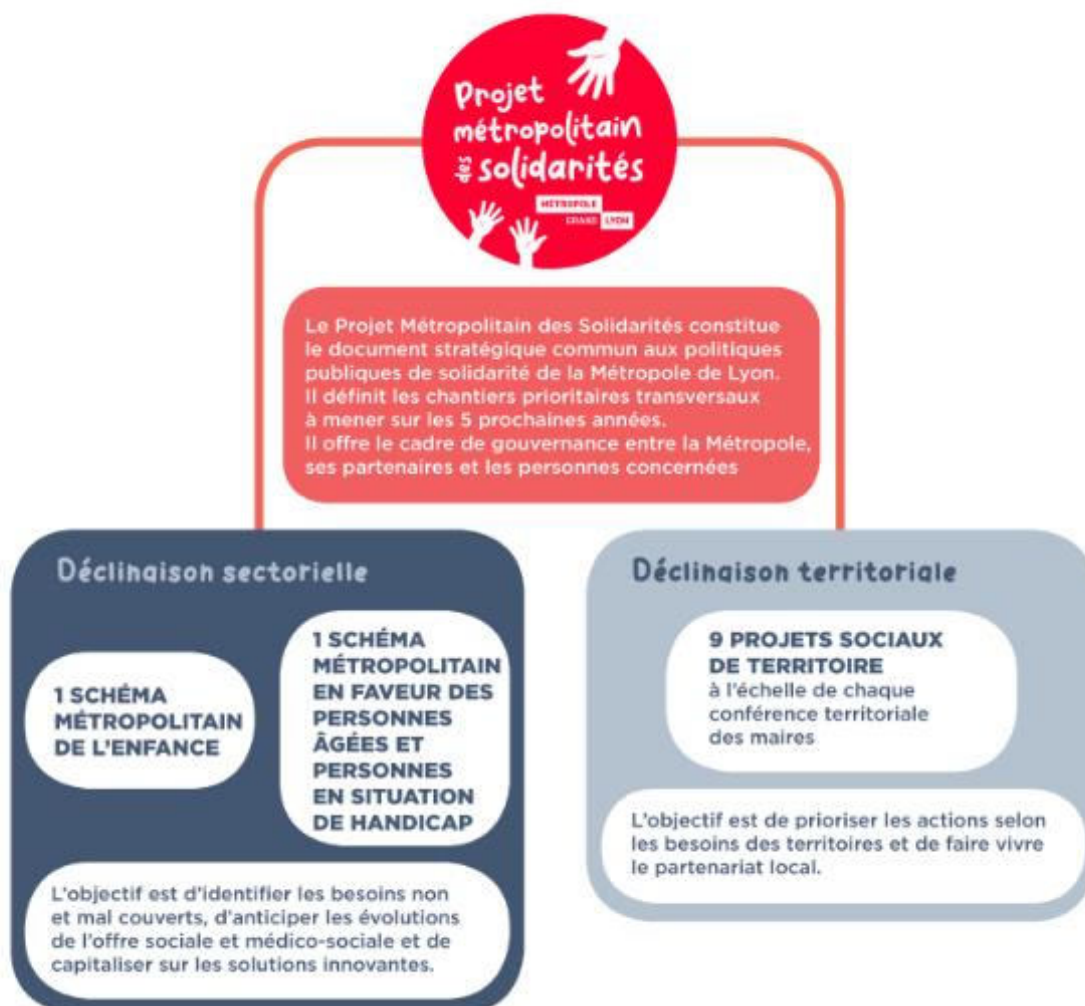 Projet
métropolitain
des solidarités
MÉTROPOLE
GRAND LYON
Le Projet Métropolitain des Solidarités constitue
le document stratégique commun aux politiques
publiques de solidarité de la Métropole de Lyon.
Il définit les chantiers prioritaires transversaux
à mener sur les 5 prochaines années.
Il offre le cadre de gouvernance entre la Métropole,
ses partenaires et les personnes concernées
Déclinaison sectorielle
1 SCHÉMA
MÉTROPOLITAIN
DE L'ENFANCE
1 SCHÉMA
MÉTROPOLITAIN
EN FAVEUR DES
PERSONNES
ÂGÉES ET
PERSONNES
EN SITUATION
DE HANDICAP
L'objectif est d'identifier les besoins non
et mal couverts, d'anticiper les évolutions
de l'offre sociale et médico-sociale et de
capitaliser sur les solutions innovantes.
Déclinaison territoriale
9 PROJETS SOCIAUX
DE TERRITOIRE
à l'échelle de chaque
conférence territoriale
des maires
L'objectif est de prioriser les actions selon
les besoins des territoires et de faire vivre
le partenariat local.